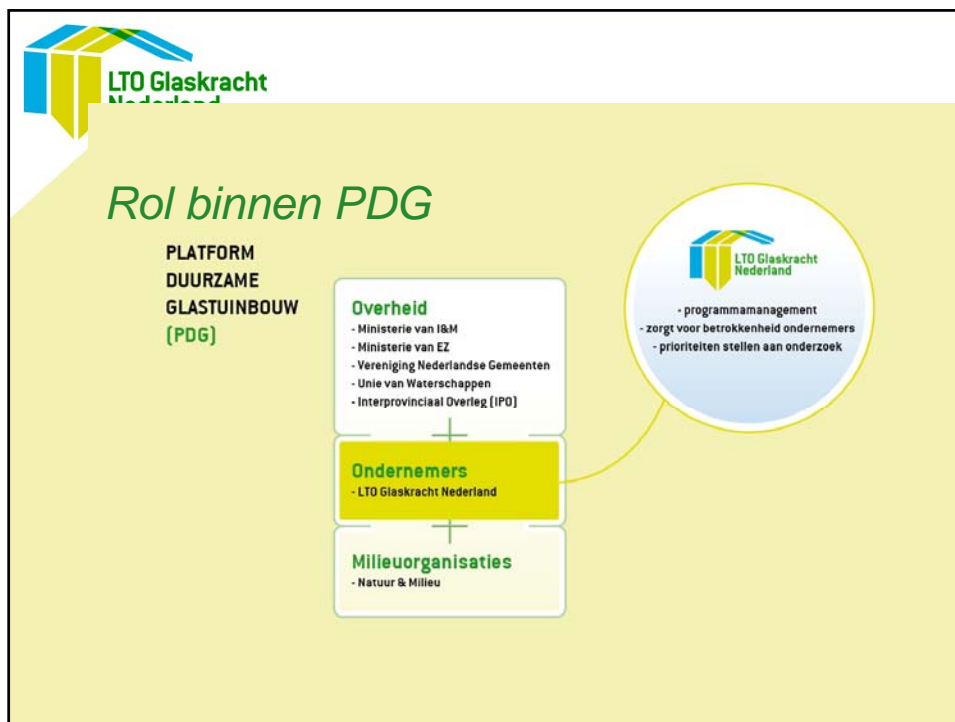 LTO Glaskracht
Nederland
Rol binnen PDG
PLATFORM
DUURZAME
GLASTUINBOUW
(PDG)
Overheid
- Ministerie van I&M
- Ministerie van EZ
- Vereniging Nederlandse Gemeenten
- Unie van Waterschappen
- Interprovinciaal Overleg (IPO)
Ondernemers
- LTO Glaskracht Nederland
Milieuorganisaties
- Natuur & Milieu
LTO Glaskracht
Nederland
- programmamanagement
- zorgt voor betrokkenheid ondernemers
- prioriteiten stellen aan onderzoek